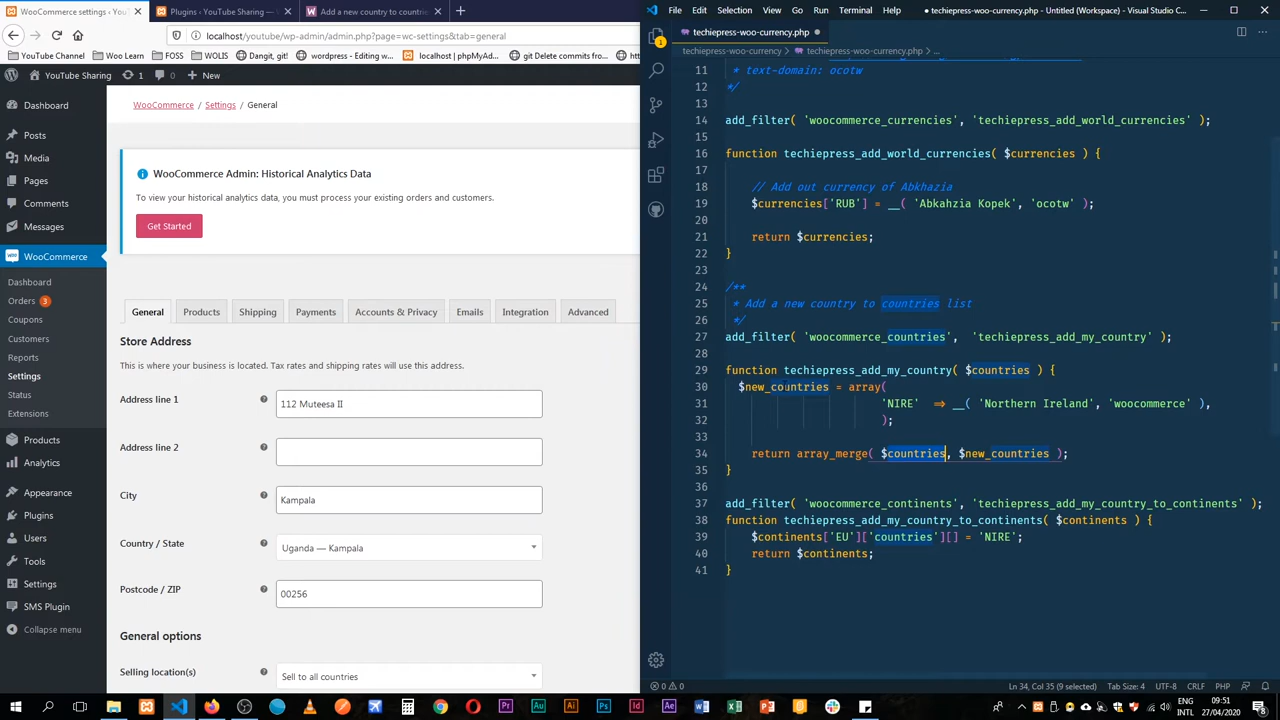 WooCommerce settings ‹ YouTub
Plugins ‹ YouTube Sharing — 
Add a new country to countrie
localhost/youtube/wp-admin/admin.php?page=wc-settings&tab=general
YouTube Channel
Woo Learn
FOSS
WOLIS
Dangit, git!
wordpress - Editing w...
localhost | phpMyAd...
git Delete commits fro...
YouTube Sharing
1
0
New
Dashboard
Posts
Media
Pages
Comments
Messages
WooCommerce
Dashboard
Orders 3
Coupons
Customers
Reports
Settings
Status
Extensions
Products
Analytics
Appearance
Plugins
Users
Tools
Settings
SMS Plugin
Collapse menu
WooCommerce / Settings / General
WooCommerce Admin: Historical Analytics Data
To view your historical analytics data, you must process your existing orders and customers.
Get Started
General
Products
Shipping
Payments
Accounts & Privacy
Emails
Integration
Advanced
Store Address
This is where your business is located. Tax rates and shipping rates will use this address.
Address line 1
112 Muteesa II
Address line 2
City
Kampala
Country / State
Uganda — Kampala
Postcode / ZIP
00256
General options
Selling location(s)
Sell to all countries
File Edit Selection View Go Run Terminal Help
● techiepress-woo-currency.php - Untitled (Workspace) - Visual Studio C...
techiepress-woo-currency.php
techiepress-woo-currency > techiepress-woo-currency.php > ...
11 * text-domain: ocotw
12 */
13
14 add_filter( 'woocommerce_currencies', 'techiepress_add_world_currencies' );
15
16 function techiepress_add_world_currencies( $currencies ) {
17
18 // Add out currency of Abkhazia
19 $currencies['RUB'] = __( 'Abkahzia Kopek', 'ocotw' );
20
21 return $currencies;
22 }
23
24 /**
25 * Add a new country to countries list
26 */
27 add_filter( 'woocommerce_countries', 'techiepress_add_my_country' );
28
29 function techiepress_add_my_country( $countries ) {
30 $new_countries = array(
31 'NIRE' => __( 'Northern Ireland', 'woocommerce' ),
32 );
33
34 return array_merge( $countries, $new_countries );
35 }
36
37 add_filter( 'woocommerce_continents', 'techiepress_add_my_country_to_continents' );
38 function techiepress_add_my_country_to_continents( $continents ) {
39 $continents['EU']['countries'][] = 'NIRE';
40 return $continents;
41 }
0 0
Ln 34, Col 35 (9 selected)
Tab Size: 4
UTF-8
CRLF
PHP
ENG
INTL
09:51
27/04/2020